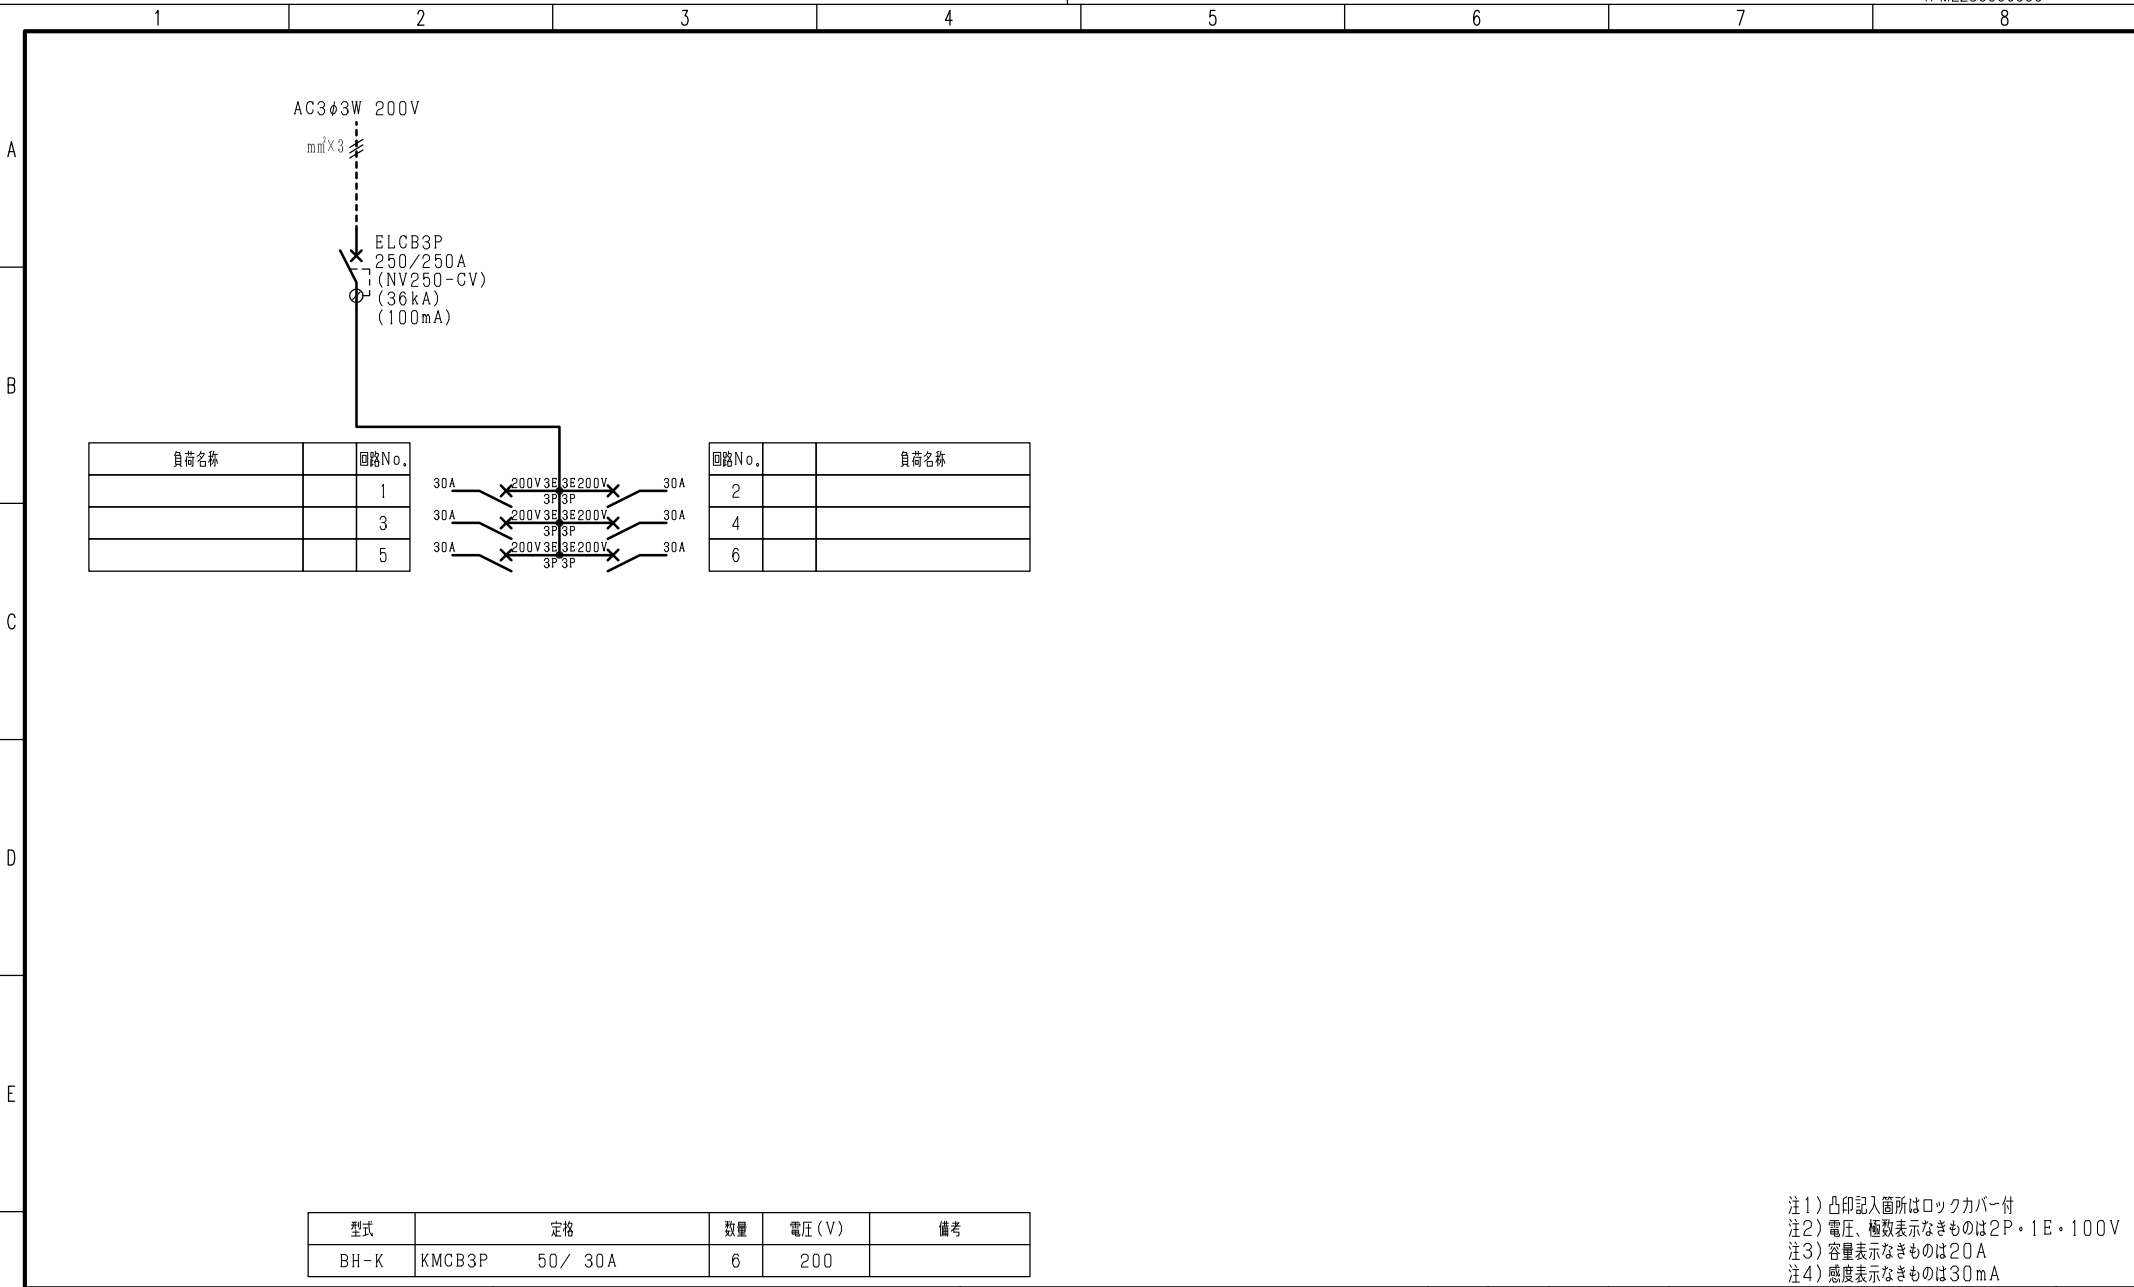 1 2 3 4 5 6 7 8
A
AC3φ3W 200V
mm²×3
ELCB3P
250/250A
(NV250-CV)
(36kA)
(100mA)
B
負荷名称 回路No. 回路No. 負荷名称
1 30A 200V 3E 3E 200V 30A 2
3P 3P
3 30A 200V 3E 3E 200V 30A 4
3P 3P
5 30A 200V 3E 3E 200V 30A 6
3P 3P
C
D
E
型式 定格 数量 電圧(V) 備考
BH-K KMCB3P 50/ 30A 6 200
注1)凸印記入箇所はロックカバー付
注2)電圧、極数表示なきものは2P・1E・100V
注3)容量表示なきものは20A
注4)感度表示なきものは30mA